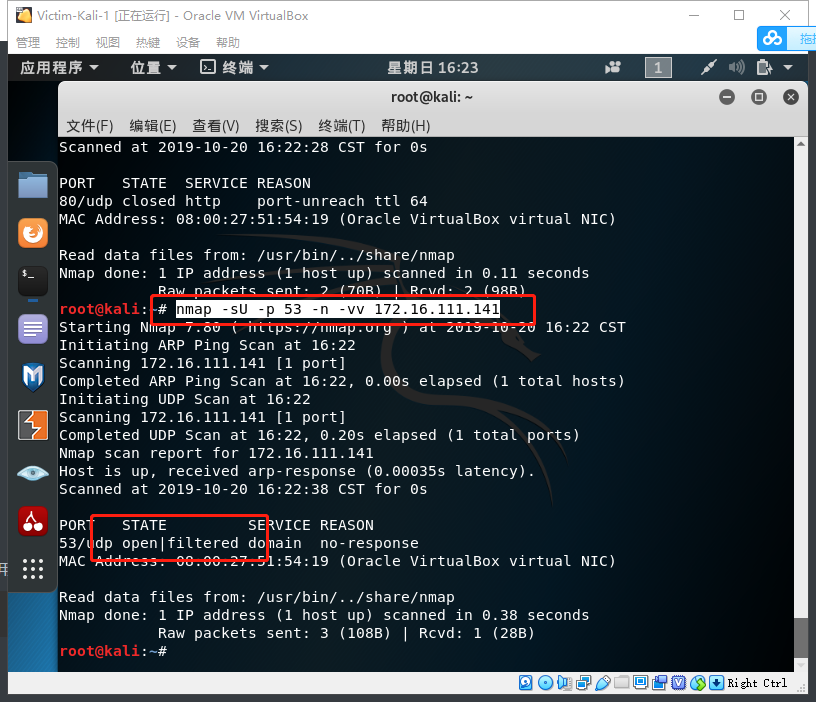 Victim-Kali-1 [正在运行] - Oracle VM VirtualBox
管理 控制 视图 热键 设备 帮助
应用程序 位置 终端 星期日 16:23 1
root@kali: ~
文件(F) 编辑(E) 查看(V) 搜索(S) 终端(T) 帮助(H)
Scanned at 2019-10-20 16:22:28 CST for 0s
PORT STATE SERVICE REASON
80/udp closed http port-unreach ttl 64
MAC Address: 08:00:27:51:54:19 (Oracle VirtualBox virtual NIC)
Read data files from: /usr/bin/../share/nmap
Nmap done: 1 IP address (1 host up) scanned in 0.11 seconds
Raw packets sent: 2 (70B) | Rcvd: 2 (98B)
root@kali:~# nmap -sU -p 53 -n -vv 172.16.111.141
Starting Nmap 7.80 ( https://nmap.org ) at 2019-10-20 16:22 CST
Initiating ARP Ping Scan at 16:22
Scanning 172.16.111.141 [1 port]
Completed ARP Ping Scan at 16:22, 0.00s elapsed (1 total hosts)
Initiating UDP Scan at 16:22
Scanning 172.16.111.141 [1 port]
Completed UDP Scan at 16:22, 0.20s elapsed (1 total ports)
Nmap scan report for 172.16.111.141
Host is up, received arp-response (0.00035s latency).
Scanned at 2019-10-20 16:22:38 CST for 0s
PORT STATE SERVICE REASON
53/udp open|filtered domain no-response
MAC Address: 08:00:27:51:54:19 (Oracle VirtualBox virtual NIC)
Read data files from: /usr/bin/../share/nmap
Nmap done: 1 IP address (1 host up) scanned in 0.38 seconds
Raw packets sent: 3 (108B) | Rcvd: 1 (28B)
root@kali:~#
Right Ctrl